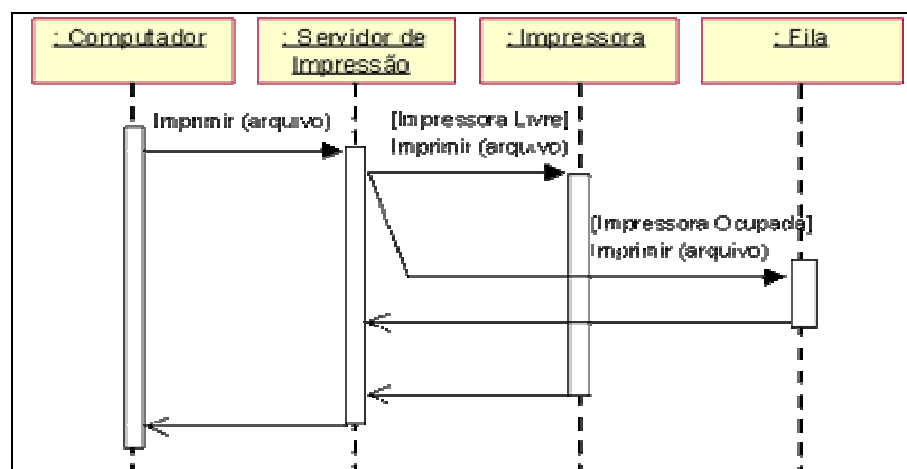 : Computador
: Servidor de
Impressão
: Impressora
: Fila
Imprimir (arquivo)
[Impressora Livre]
Imprimir (arquivo)
[Impressora Ocupada]
Imprimir (arquivo)